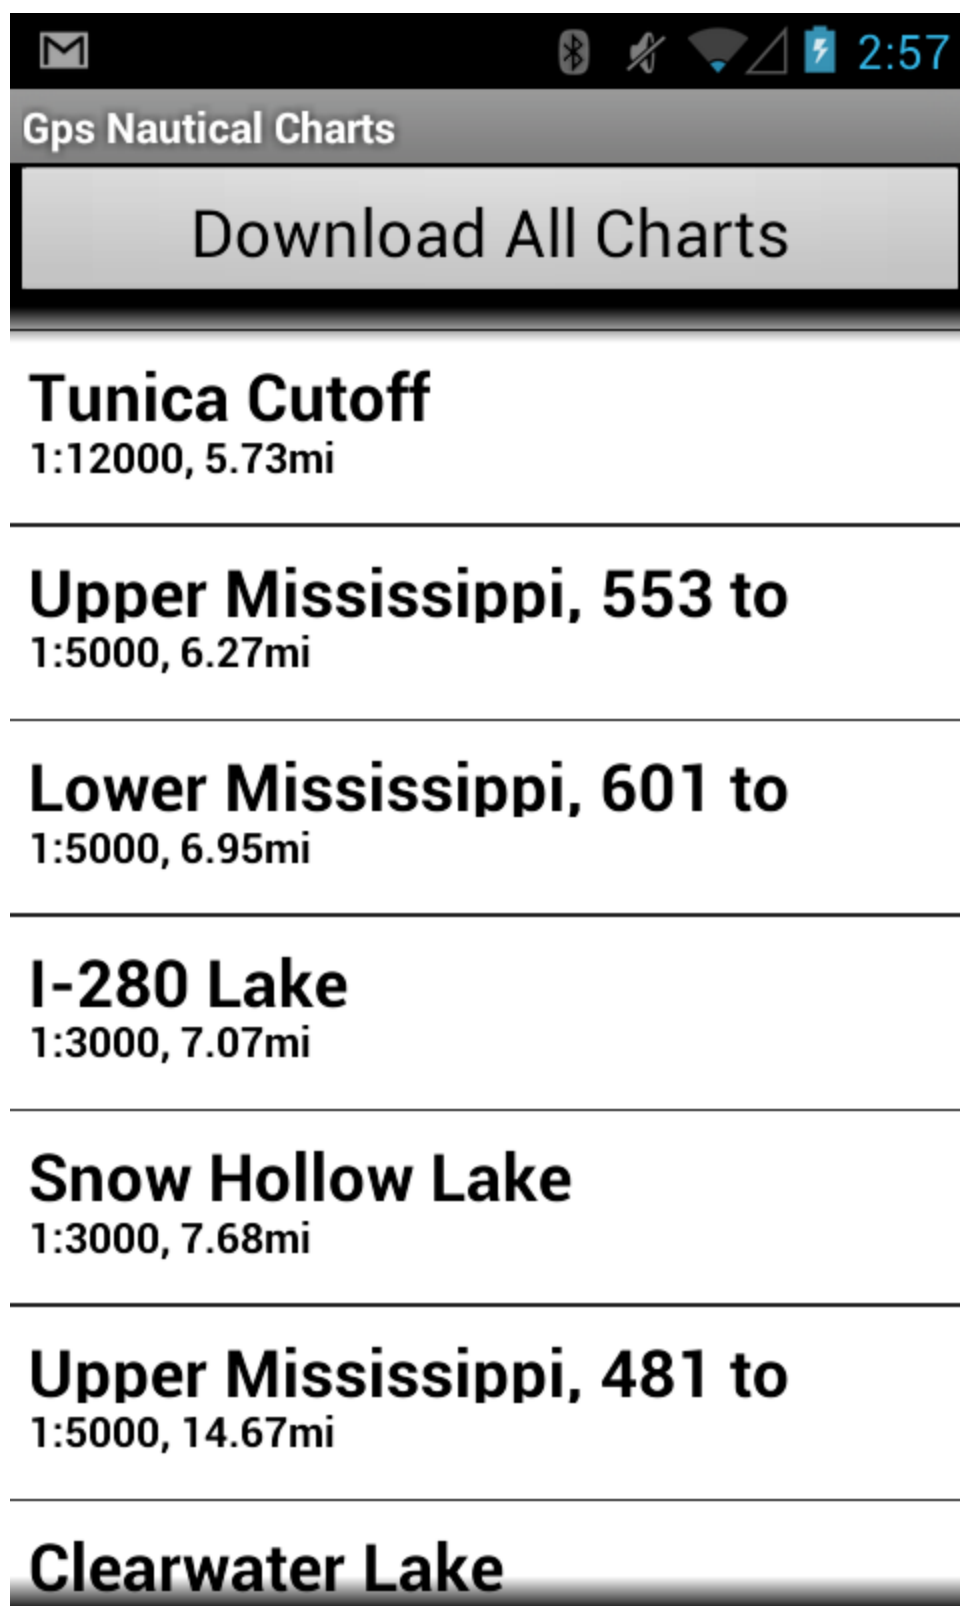 2:57
Gps Nautical Charts
Download All Charts
Tunica Cutoff
1:12000, 5.73mi
Upper Mississippi, 553 to
1:5000, 6.27mi
Lower Mississippi, 601 to
1:5000, 6.95mi
I-280 Lake
1:3000, 7.07mi
Snow Hollow Lake
1:3000, 7.68mi
Upper Mississippi, 481 to
1:5000, 14.67mi
Clearwater Lake